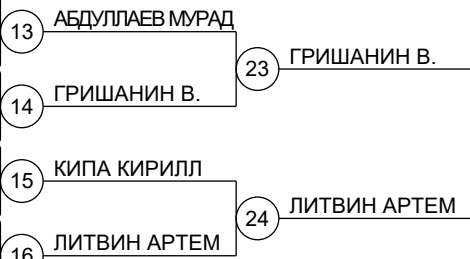 13 АБДУЛЛАЕВ МУРАД
23 ГРИШАНИН В.
14 ГРИШАНИН В.
15 КИПА КИРИЛЛ
24 ЛИТВИН АРТЕМ
16 ЛИТВИН АРТЕМ